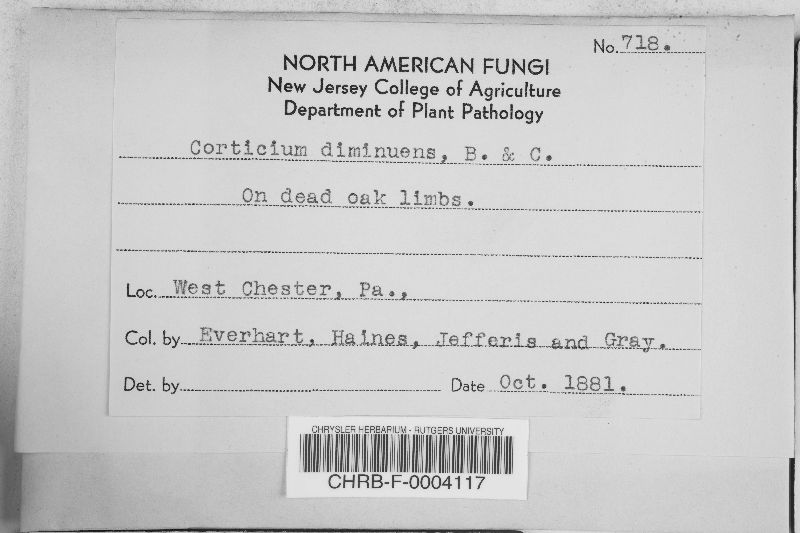 No. 718.
NORTH AMERICAN FUNGI
New Jersey College of Agriculture
Department of Plant Pathology
Corticium diminuens, B. & C.
On dead oak limbs.
Loc. West Chester, Pa.,
Col. by Everhart, Haines, Jefferis and Gray.
Det. by Date Oct. 1881.
CHRYSLER HERBARIUM - RUTGERS UNIVERSITY
CHRB-F-0004117